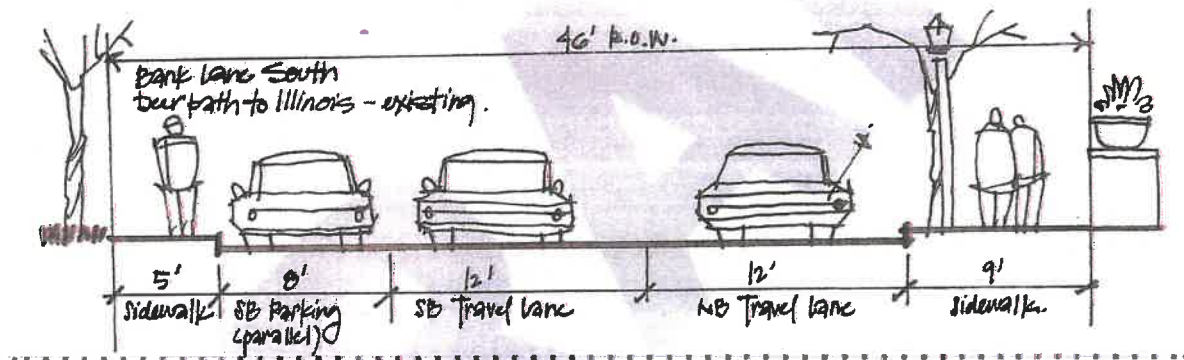 46' R.O.W.
Bank Lane South
Deerpath to Illinois - existing.
5'
8'
12'
12'
9'
Sidewalk
SB Parking
(parallel)
SB Travel Lane
NB Travel Lane
Sidewalk.